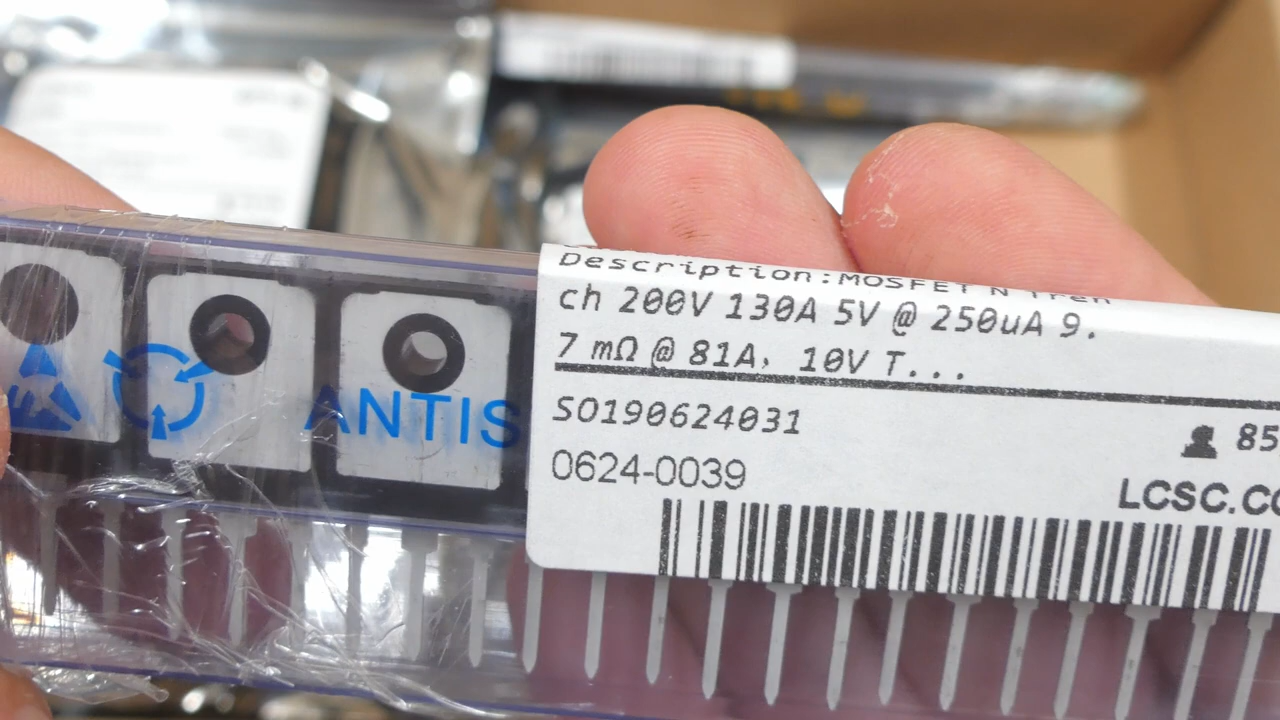 Description:MOSFET N Tren
ch 200V 130A 5V @ 250uA 9.
7 mΩ @ 81A, 10V T...
SO190624031
85
0624-0039
LCSC.CO
ANTIS